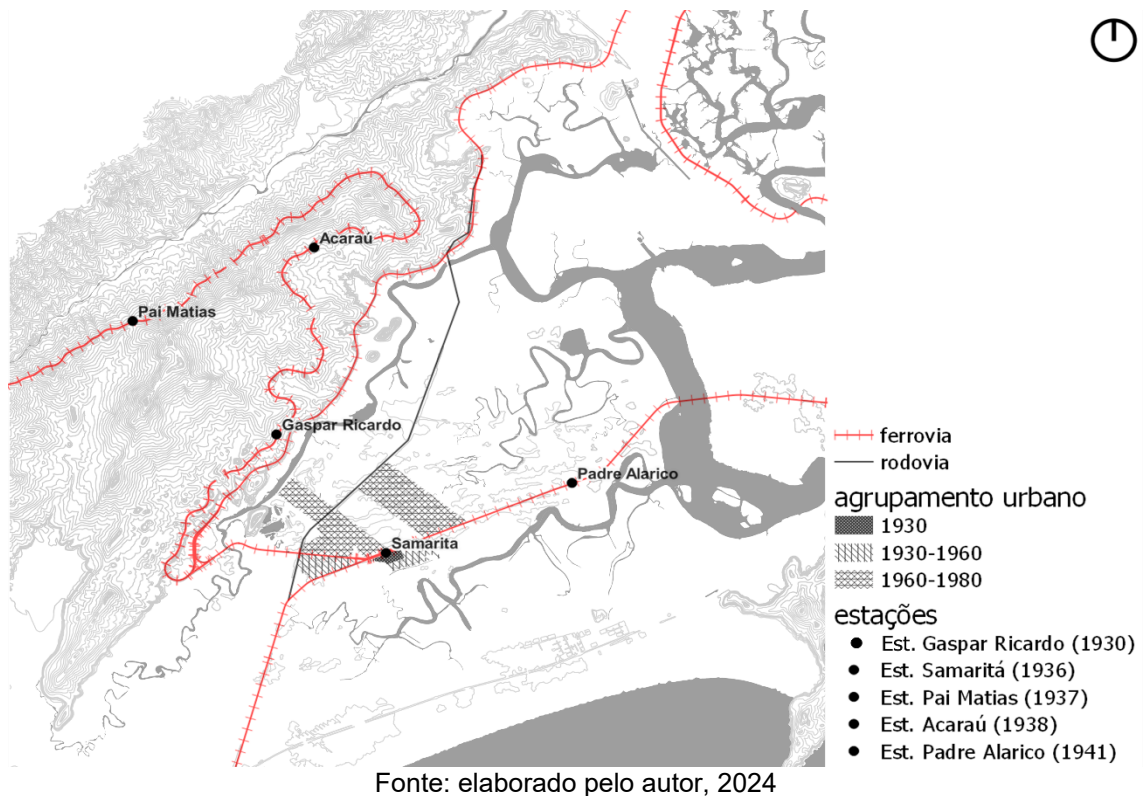 Acaraú
Pai Matias
Gaspar Ricardo
Padre Alarico
Samarita
ferrovia
rodovia
agrupamento urbano
1930
1930-1960
1960-1980
estações
Est. Gaspar Ricardo (1930)
Est. Samaritá (1936)
Est. Pai Matias (1937)
Est. Acaraú (1938)
Est. Padre Alarico (1941)
Fonte: elaborado pelo autor, 2024